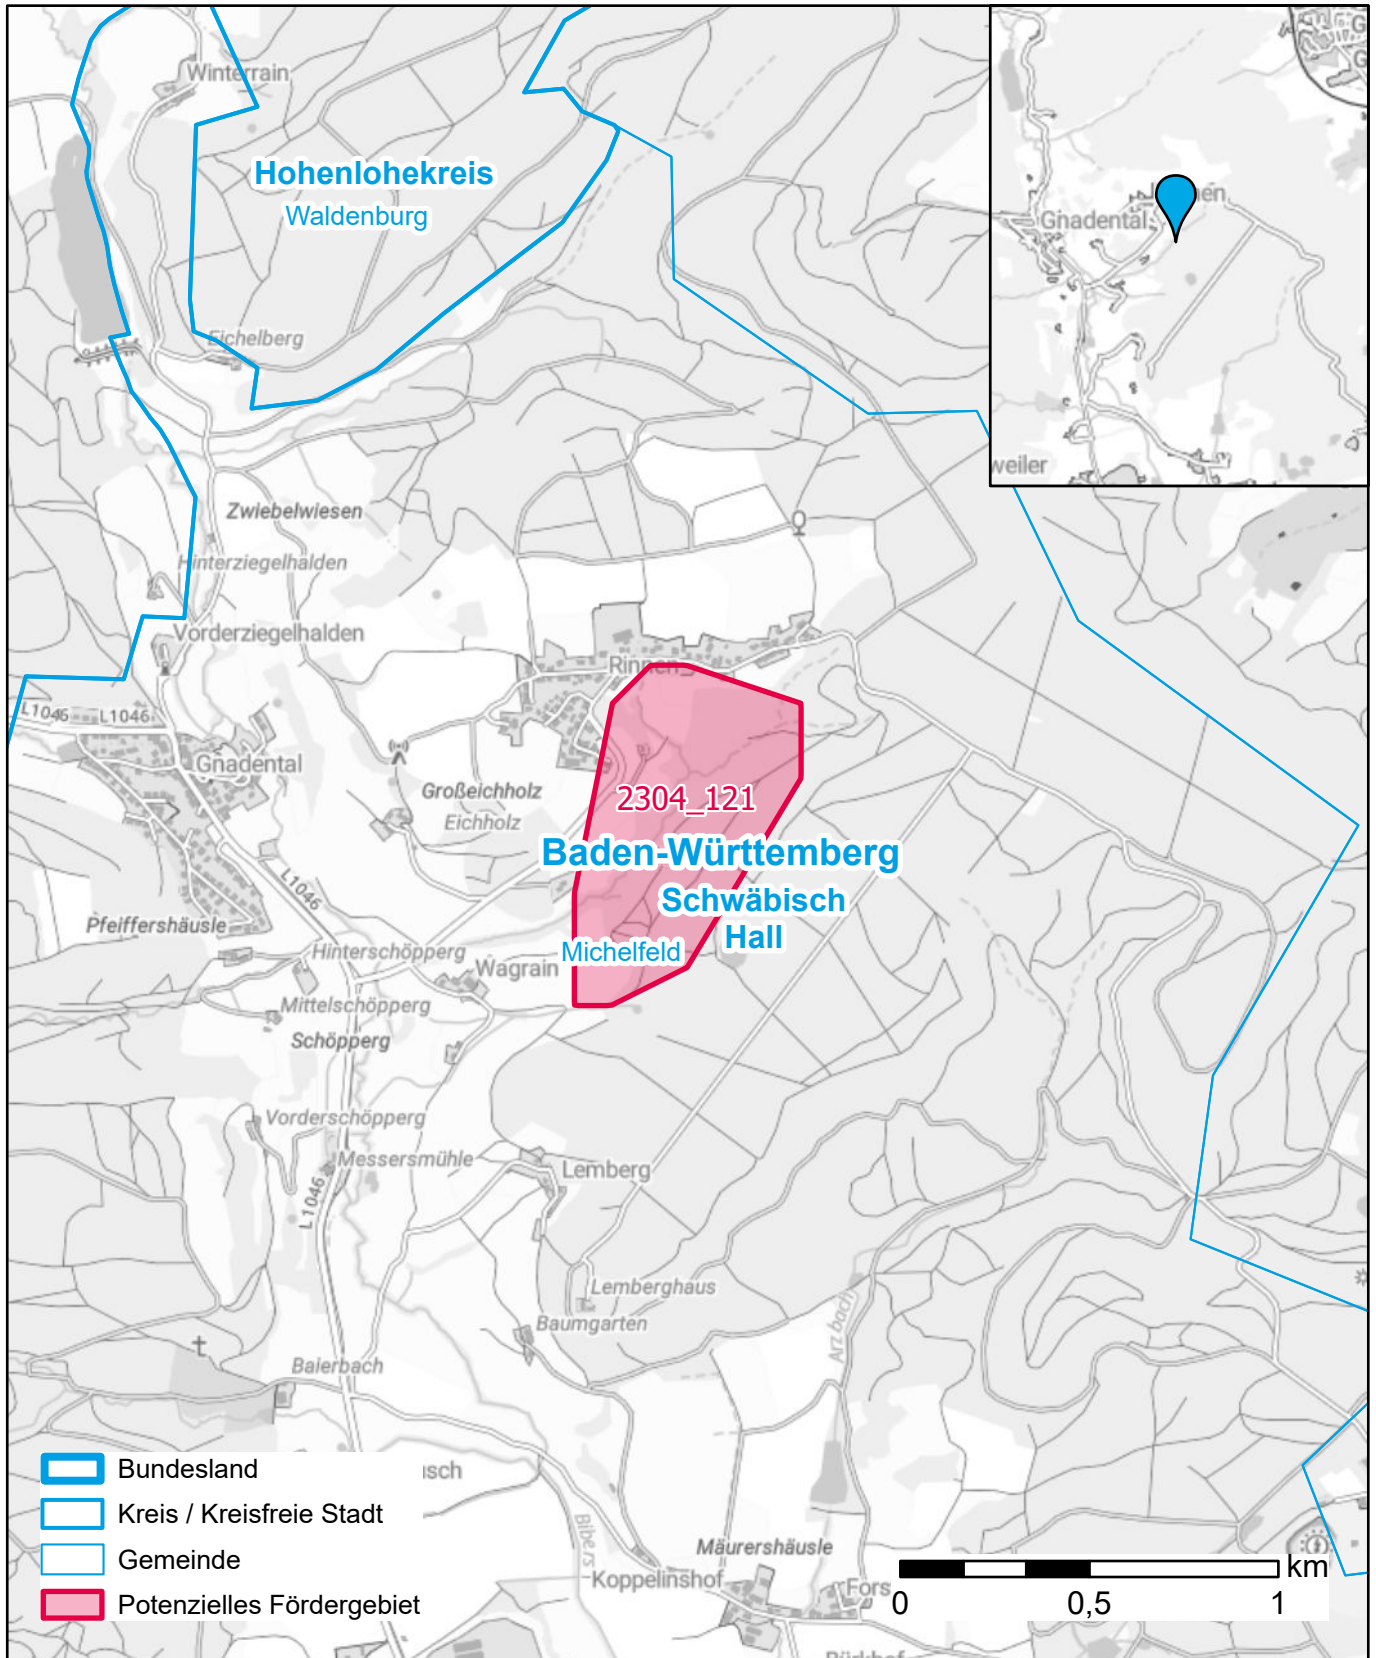 Winterrain
Hohenlohekreis
Waldenburg
Eichelberg
Gnadental
weiler
Zwiebelwiesen
Hinterziegelhalden
Vorderziegelhalden
Rinnen
L1046
L1046
Gnadental
Großeichholz
Eichholz
2304_121
Baden-Württemberg
Schwäbisch
Hall
L1046
Pfeiffershäusle
Hinterschöpperg
Michelfeld
Wagrain
Mittelschöpperg
Schöpperg
Vorderschöpperg
Messersmühle
Lemberg
L1046
Lemberghaus
Baumgarten
Arzbach
Baierbach
Bundesland
Kreis / Kreisfreie Stadt
Gemeinde
Potenzielles Fördergebiet
Bibers
Mäurershäusle
Koppelinshof
Fors
km
0
0,5
1